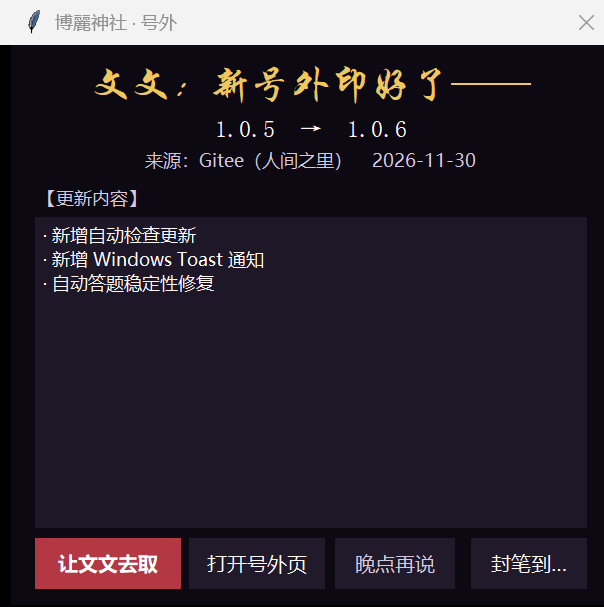 博麗神社 · 号外
文文：新号外印好了——
1.0.5 → 1.0.6
来源：Gitee（人间之里） 2026-11-30
【更新内容】
· 新增自动检查更新
· 新增 Windows Toast 通知
· 自动答题稳定性修复
让文文去取 打开号外页 晚点再说 封笔到...